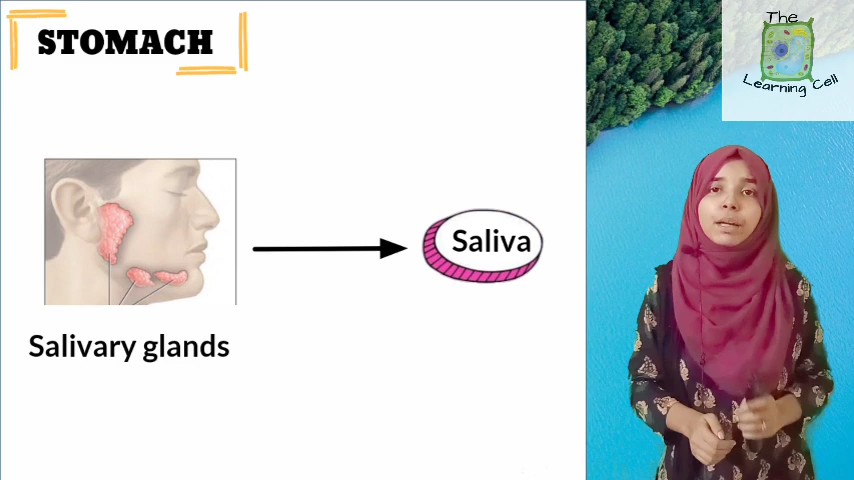 STOMACH
The
Learning Cell
Saliva
Salivary glands